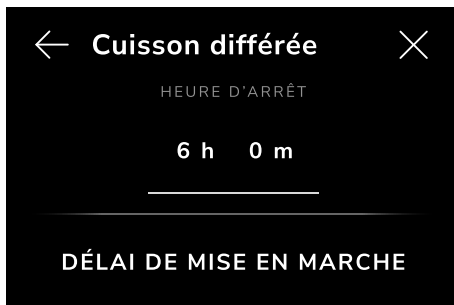 Cuisson différée
HEURE D'ARRÊT
6 h 0 m
DÉLAI DE MISE EN MARCHE